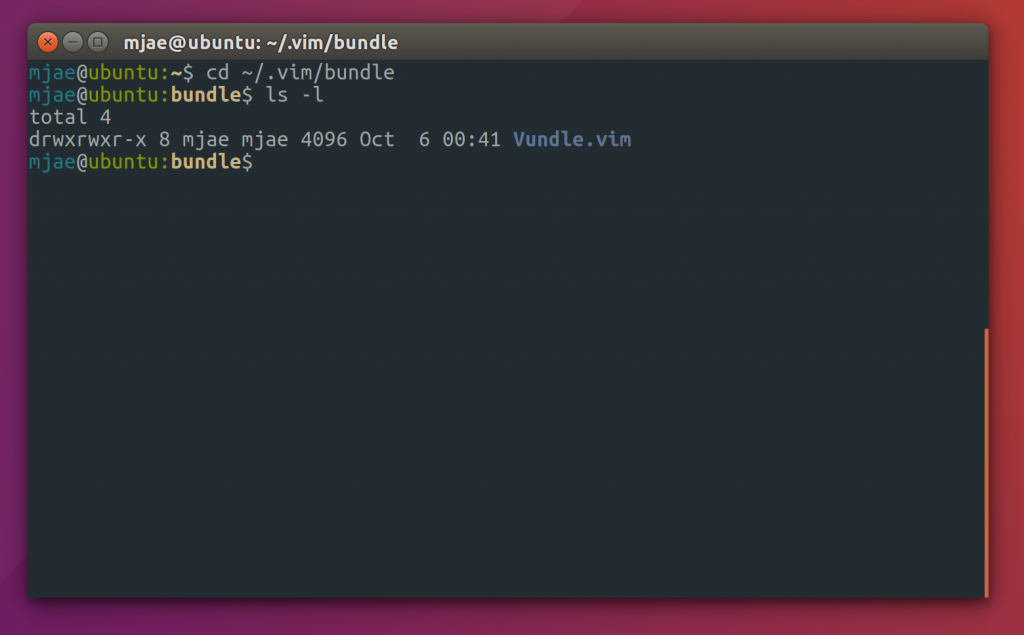 mjae@ubuntu: ~/.vim/bundle
mjae@ubuntu:~$ cd ~/.vim/bundle
mjae@ubuntu:bundle$ ls -l
total 4
drwxrwxr-x 8 mjae mjae 4096 Oct  6 00:41 Vundle.vim
mjae@ubuntu:bundle$